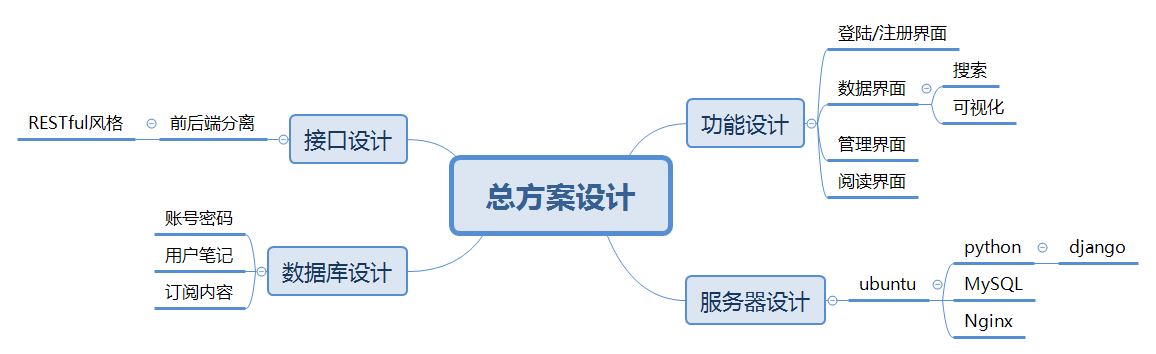 总方案设计
功能设计
登陆/注册界面
数据界面
搜索
可视化
管理界面
阅读界面
服务器设计
ubuntu
python
django
MySQL
Nginx
接口设计
前后端分离
RESTful风格
数据库设计
账号密码
用户笔记
订阅内容